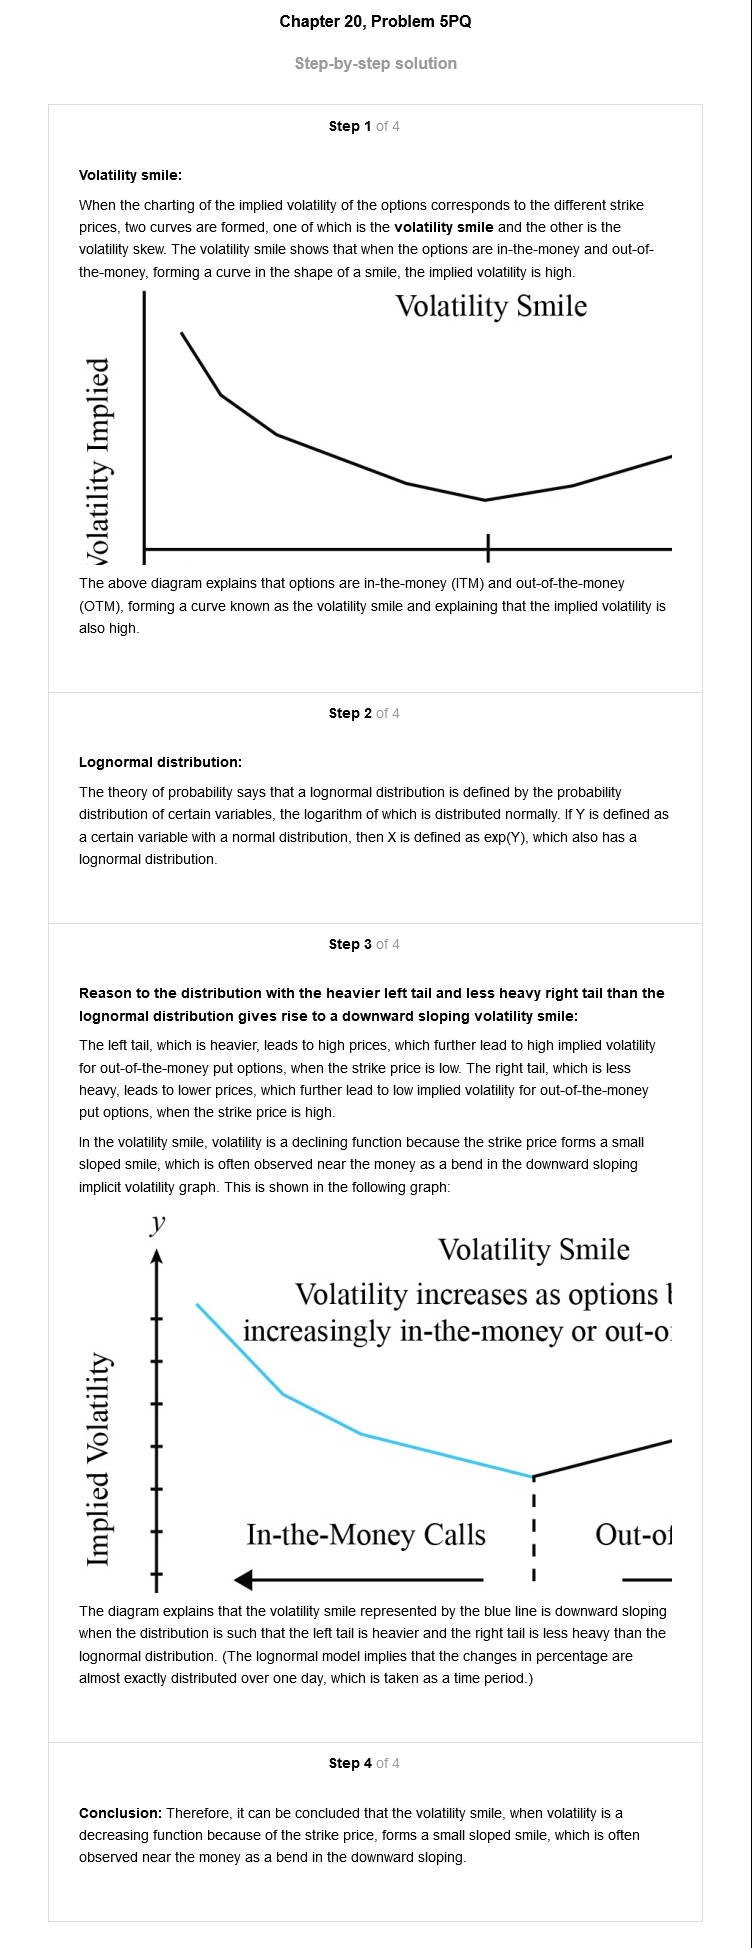 Chapter 20, Problem 5PQ
Step-by-step solution
Step 1 of 4
Volatility smile:
When the charting of the implied volatility of the options corresponds to the different strike
prices, two curves are formed, one of which is the volatility smile and the other is the
volatility skew. The volatility smile shows that when the options are in-the-money and out-of-
the-money, forming a curve in the shape of a smile, the implied volatility is high.
Volatility Smile
Volatility Implied
The above diagram explains that options are in-the-money (ITM) and out-of-the-money
(OTM), forming a curve known as the volatility smile and explaining that the implied volatility is
also high.
Step 2 of 4
Lognormal distribution:
The theory of probability says that a lognormal distribution is defined by the probability
distribution of certain variables, the logarithm of which is distributed normally. If Y is defined as
a certain variable with a normal distribution, then X is defined as exp(Y), which also has a
lognormal distribution.
Step 3 of 4
Reason to the distribution with the heavier left tail and less heavy right tail than the
lognormal distribution gives rise to a downward sloping volatility smile:
The left tail, which is heavier, leads to high prices, which further lead to high implied volatility
for out-of-the-money put options, when the strike price is low. The right tail, which is less
heavy, leads to lower prices, which further lead to low implied volatility for out-of-the-money
put options, when the strike price is high.
In the volatility smile, volatility is a declining function because the strike price forms a small
sloped smile, which is often observed near the money as a bend in the downward sloping
implicit volatility graph. This is shown in the following graph:
y
Volatility Smile
Volatility increases as options
increasingly in-the-money or out-o
Implied Volatility
In-the-Money Calls
Out-of
The diagram explains that the volatility smile represented by the blue line is downward sloping
when the distribution is such that the left tail is heavier and the right tail is less heavy than the
lognormal distribution. (The lognormal model implies that the changes in percentage are
almost exactly distributed over one day, which is taken as a time period.)
Step 4 of 4
Conclusion: Therefore, it can be concluded that the volatility smile, when volatility is a
decreasing function because of the strike price, forms a small sloped smile, which is often
observed near the money as a bend in the downward sloping.